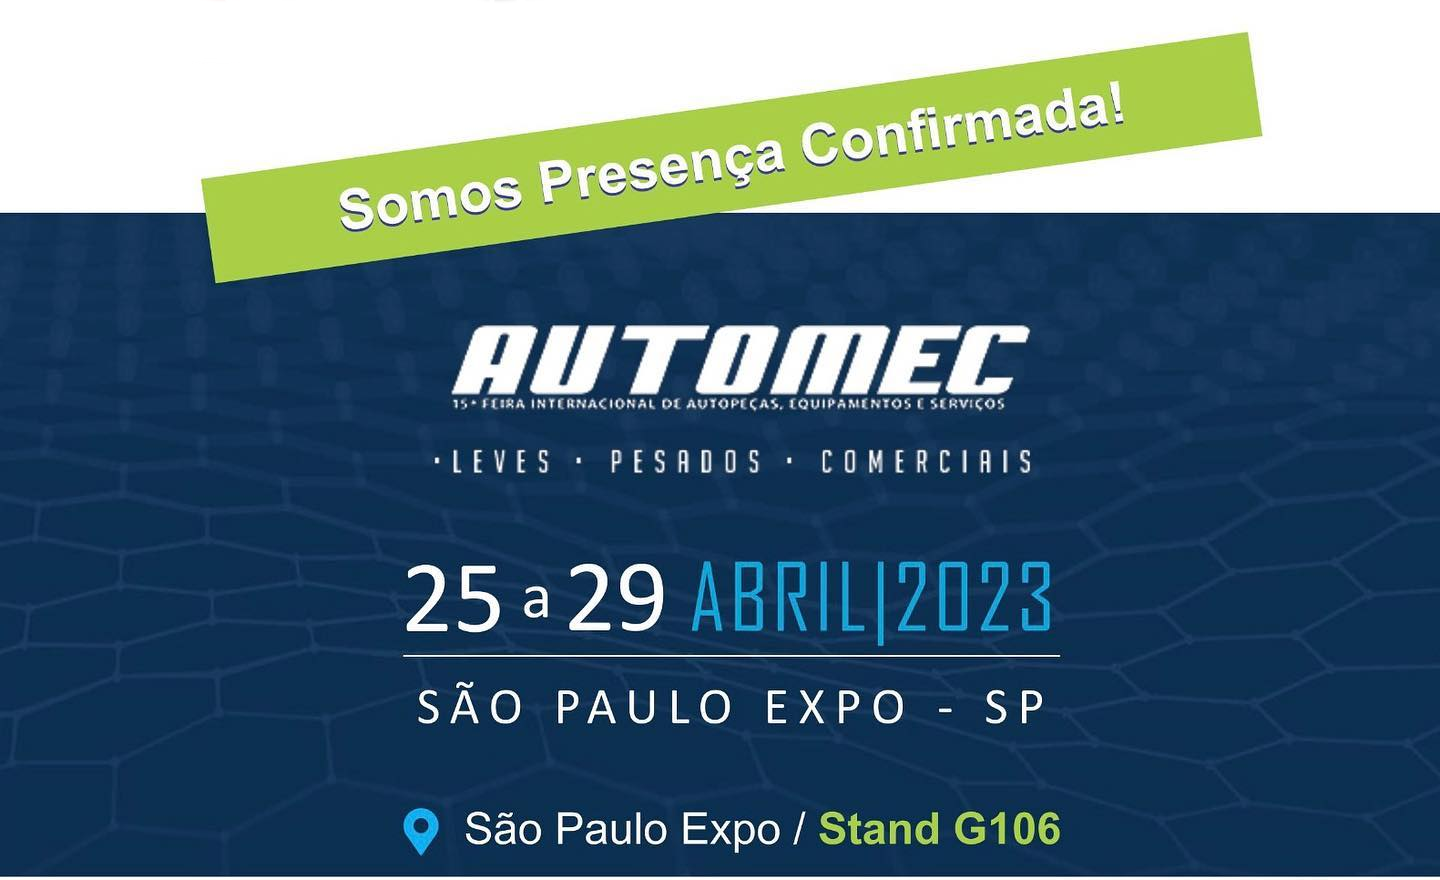 Somos Presença Confirmada!
AUTOMEC
15ª FEIRA INTERNACIONAL DE AUTOPEÇAS, EQUIPAMENTOS E SERVIÇOS
·LEVES · PESADOS · COMERCIAIS
25 a 29 ABRIL|2023
SÃO PAULO EXPO - SP
São Paulo Expo / Stand G106